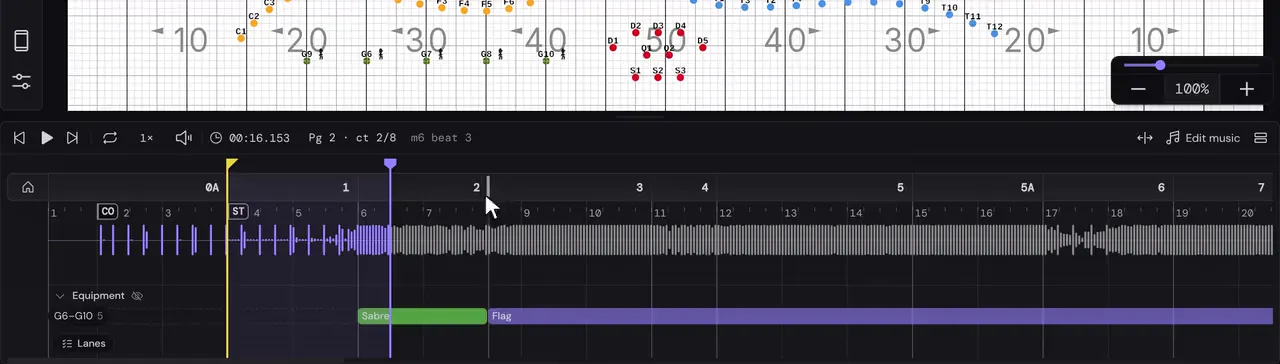 C1 C2 C3 F3 F4 F5 F6 T3 T2 T9 T10 T11 T12
10 20 30 40 50 40 30 20 10
G9 G6 G7 G8 G10
D1 D2 D3 D4 D5
Q1 Q2
S1 S2 S3
100%
1× 00:16.153 Pg 2 · ct 2/8 m6 beat 3 Edit music
0A 1 2 3 4 5 5A 6 7
1 CO 2 3 ST 4 5 6 7 8 9 10 11 12 13 14 15 16 17 18 19 20
Equipment
G6–G10 5 Sabre Flag
Lanes